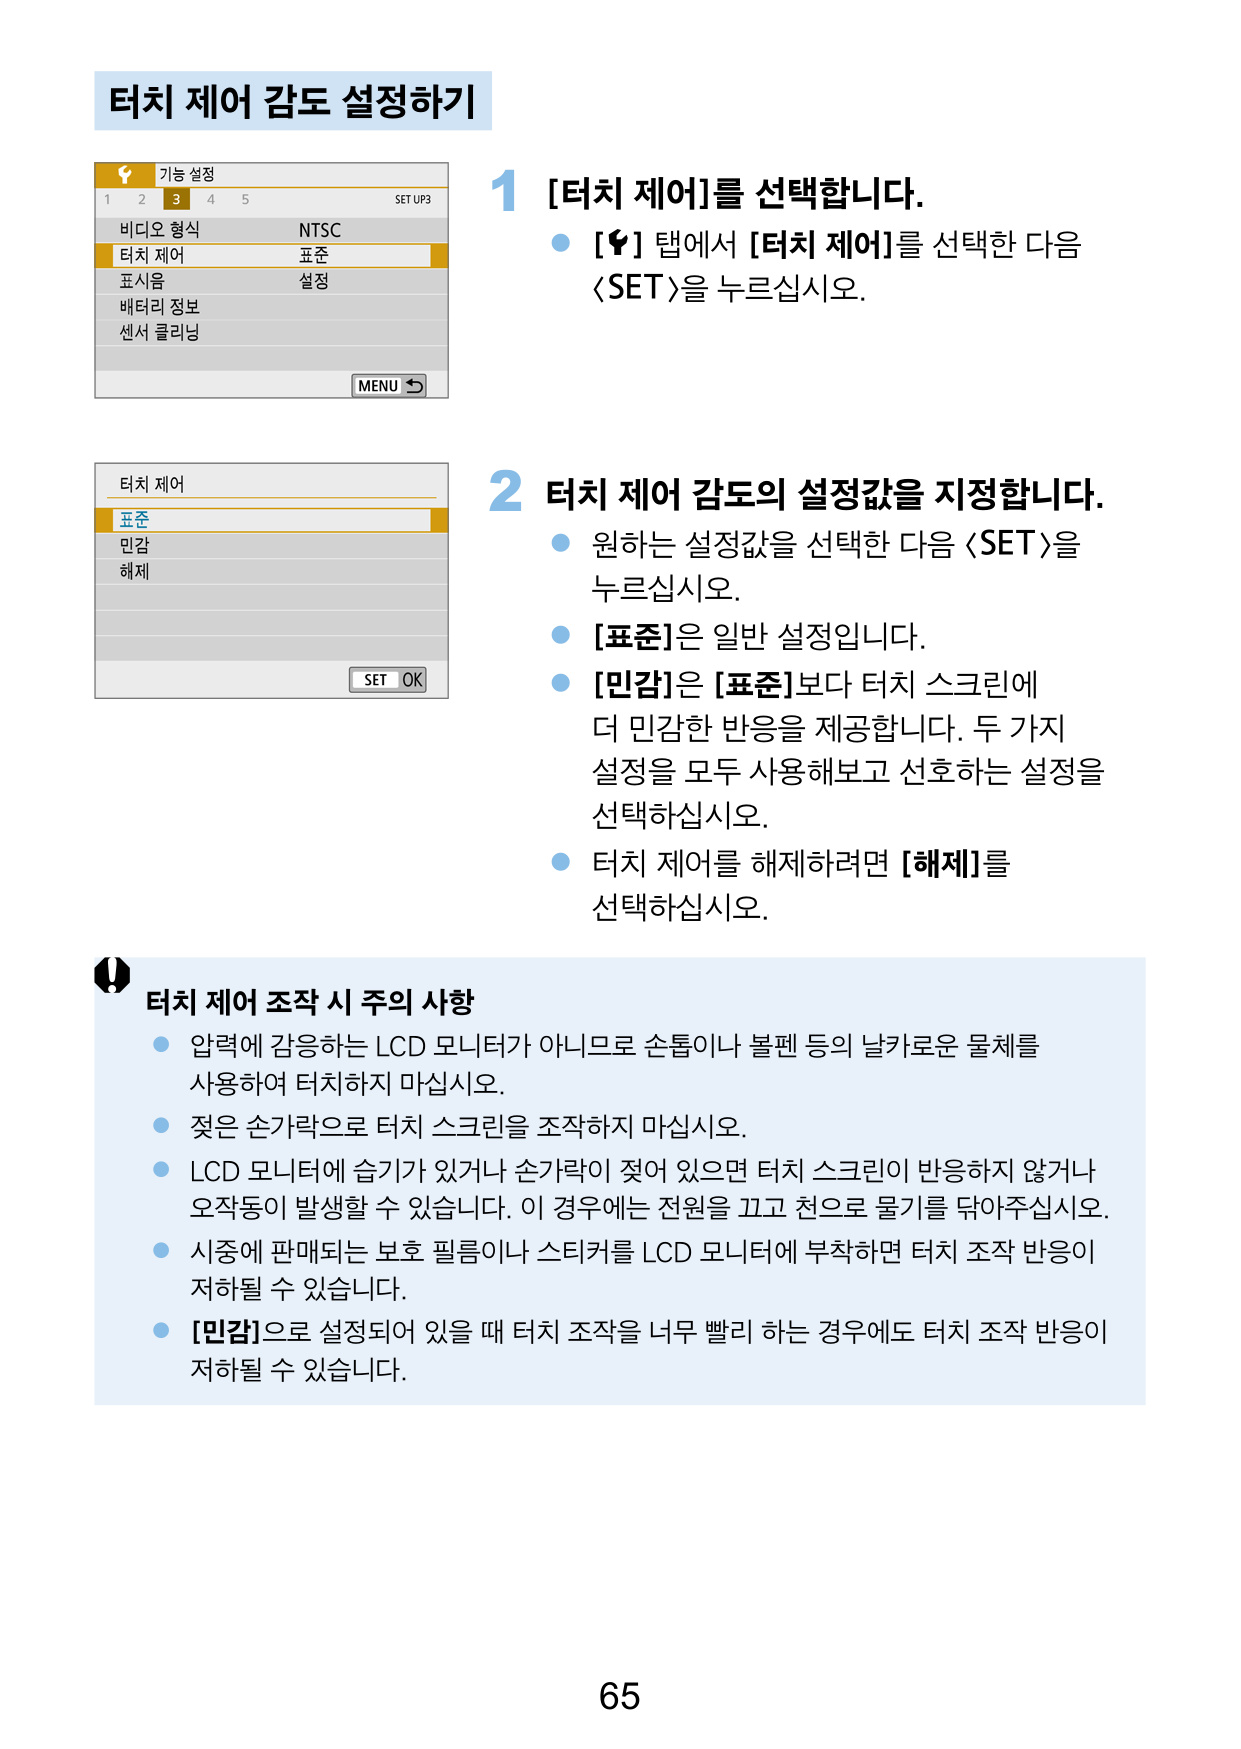 터치 제어 감도 설정하기
기능 설정
1 2 3 4 5 SET UP3
비디오 형식 NTSC
터치 제어 표준
표시음 설정
배터리 정보
센서 클리닝
MENU
1 [터치 제어]를 선택합니다.
● [] 탭에서 [터치 제어]를 선택한 다음
<SET>을 누르십시오.
터치 제어
표준
민감
해제
SET OK
2 터치 제어 감도의 설정값을 지정합니다.
● 원하는 설정값을 선택한 다음 <SET>을
누르십시오.
● [표준]은 일반 설정입니다.
● [민감]은 [표준]보다 터치 스크린에
더 민감한 반응을 제공합니다. 두 가지
설정을 모두 사용해보고 선호하는 설정을
선택하십시오.
● 터치 제어를 해제하려면 [해제]를
선택하십시오.
터치 제어 조작 시 주의 사항
● 압력에 감응하는 LCD 모니터가 아니므로 손톱이나 볼펜 등의 날카로운 물체를
사용하여 터치하지 마십시오.
● 젖은 손가락으로 터치 스크린을 조작하지 마십시오.
● LCD 모니터에 습기가 있거나 손가락이 젖어 있으면 터치 스크린이 반응하지 않거나
오작동이 발생할 수 있습니다. 이 경우에는 전원을 끄고 천으로 물기를 닦아주십시오.
● 시중에 판매되는 보호 필름이나 스티커를 LCD 모니터에 부착하면 터치 조작 반응이
저하될 수 있습니다.
● [민감]으로 설정되어 있을 때 터치 조작을 너무 빨리 하는 경우에도 터치 조작 반응이
저하될 수 있습니다.
65